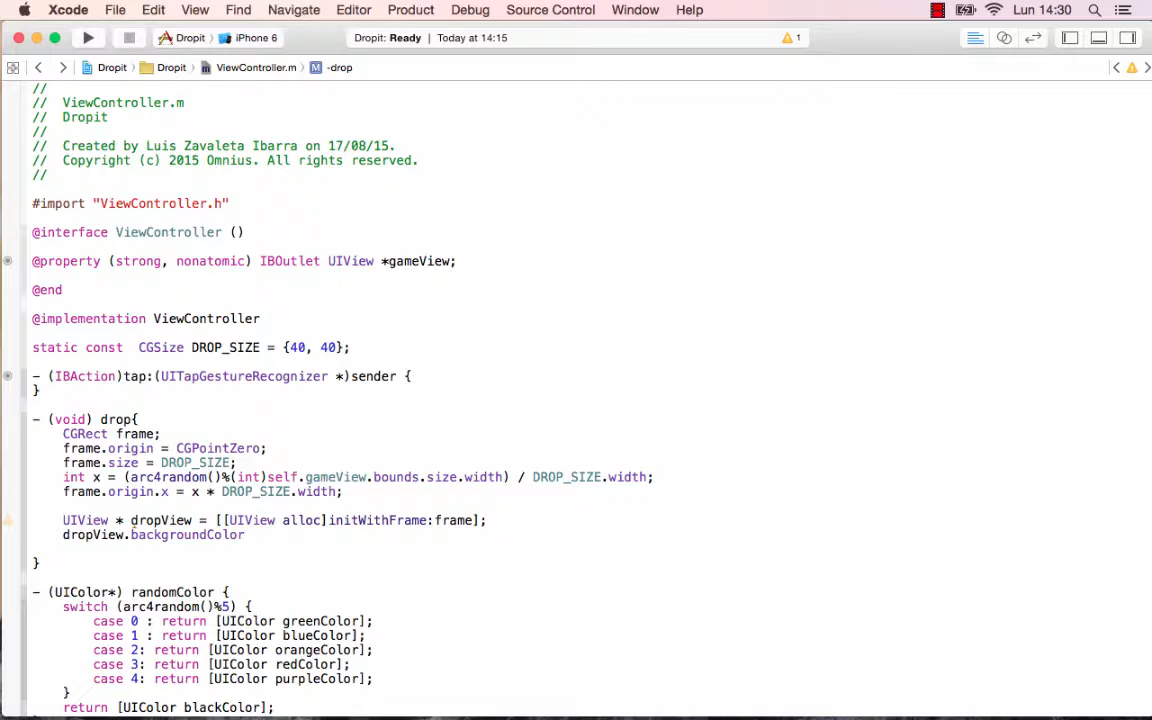 Xcode File Edit View Find Navigate Editor Product Debug Source Control Window Help Lun 14:30
Dropit iPhone 6 Dropit: Ready | Today at 14:15 1
Dropit Dropit ViewController.m M -drop
//
// ViewController.m
// Dropit
//
// Created by Luis Zavaleta Ibarra on 17/08/15.
// Copyright (c) 2015 Omnius. All rights reserved.
//
#import "ViewController.h"
@interface ViewController ()
@property (strong, nonatomic) IBOutlet UIView *gameView;
@end
@implementation ViewController
static const  CGSize DROP_SIZE = {40, 40};
- (IBAction)tap:(UITapGestureRecognizer *)sender {
}
- (void) drop{
    CGRect frame;
    frame.origin = CGPointZero;
    frame.size = DROP_SIZE;
    int x = (arc4random()%(int)self.gameView.bounds.size.width) / DROP_SIZE.width;
    frame.origin.x = x * DROP_SIZE.width;
    UIView * dropView = [[UIView alloc]initWithFrame:frame];
    dropView.backgroundColor
}
- (UIColor*) randomColor {
    switch (arc4random()%5) {
        case 0 : return [UIColor greenColor];
        case 1 : return [UIColor blueColor];
        case 2: return [UIColor orangeColor];
        case 3: return [UIColor redColor];
        case 4: return [UIColor purpleColor];
    }
    return [UIColor blackColor];